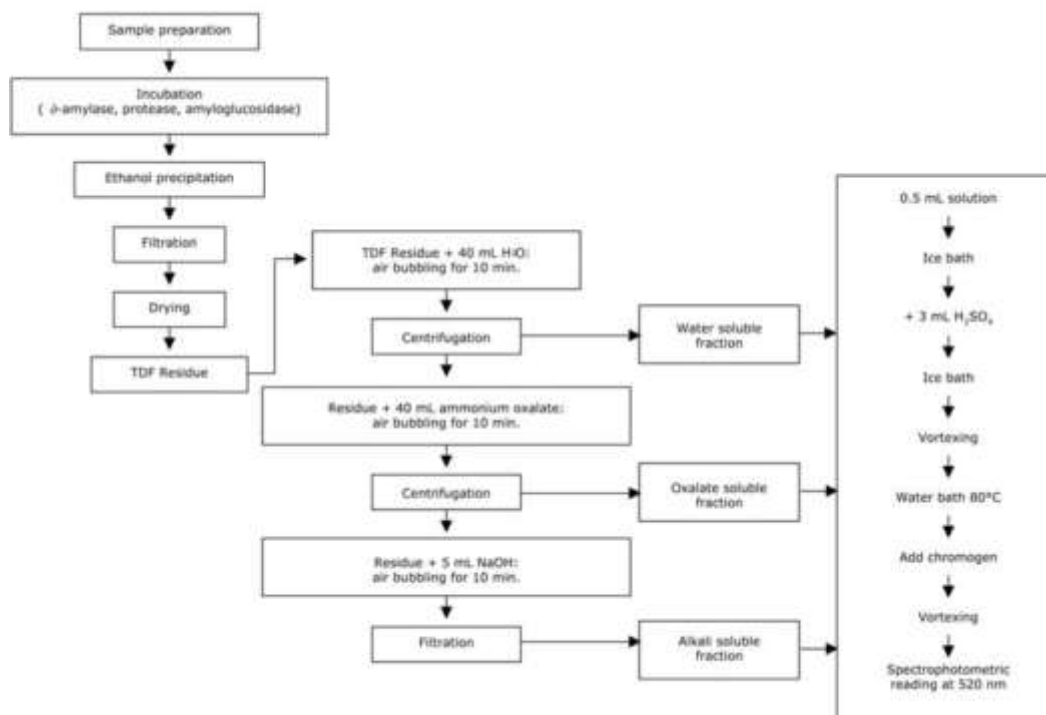 Sample preparation
Incubation
( ∂-amylase, protease, amyloglucosidase)
Ethanol precipitation
Filtration
Drying
TDF Residue
TDF Residue + 40 mL H₂O:
air bubbling for 10 min.
Centrifugation
Water soluble
fraction
Residue + 40 mL ammonium oxalate:
air bubbling for 10 min.
Centrifugation
Oxalate soluble
fraction
Residue + 5 mL NaOH:
air bubbling for 10 min.
Filtration
Alkali soluble
fraction
0.5 mL solution
Ice bath
+ 3 mL H₂SO₄
Ice bath
Vortexing
Water bath 80°C
Add chromogen
Vortexing
Spectrophotometric
reading at 520 nm